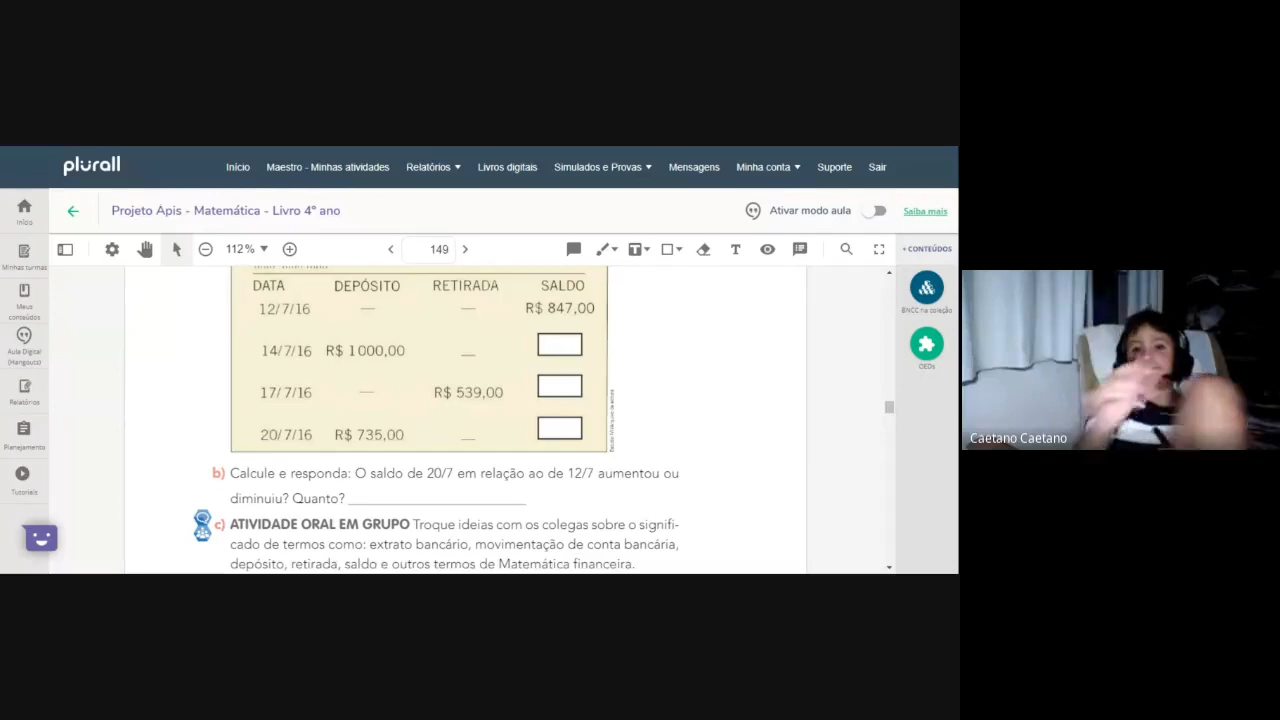 plurall
Início Maestro - Minhas atividades Relatórios Livros digitais Simulados e Provas Mensagens Minha conta Suporte Sair
Projeto Ápis - Matemática - Livro 4º ano
Ativar modo aula Saiba mais
Início
Minhas turmas
Meus conteúdos
Aula Digital (Hangouts)
Relatórios
Planejamento
Tutoriais
112% 149 T
+ CONTEÚDOS
BNCC na coleção
OEDs
DATA DEPÓSITO RETIRADA SALDO
12/7/16 — — R$ 847,00
14/7/16 R$ 1 000,00 —
17/7/16 — R$ 539,00
20/7/16 R$ 735,00 —
b) Calcule e responda: O saldo de 20/7 em relação ao de 12/7 aumentou ou
diminuiu? Quanto?
c) ATIVIDADE ORAL EM GRUPO Troque ideias com os colegas sobre o signifi-
cado de termos como: extrato bancário, movimentação de conta bancária,
depósito, retirada, saldo e outros termos de Matemática financeira.
Caetano Caetano